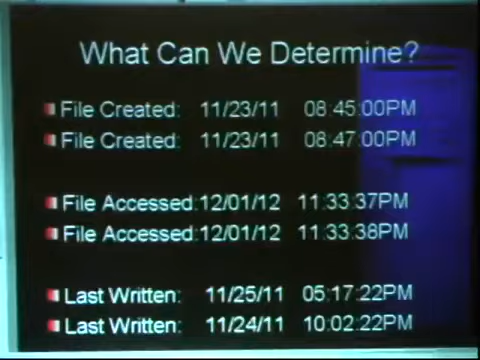 What Can We Determine?
File Created: 11/23/11 08:45:00PM
File Created: 11/23/11 08:47:00PM
File Accessed:12/01/12 11:33:37PM
File Accessed:12/01/12 11:33:38PM
Last Written: 11/25/11 05:17:22PM
Last Written: 11/24/11 10:02:22PM